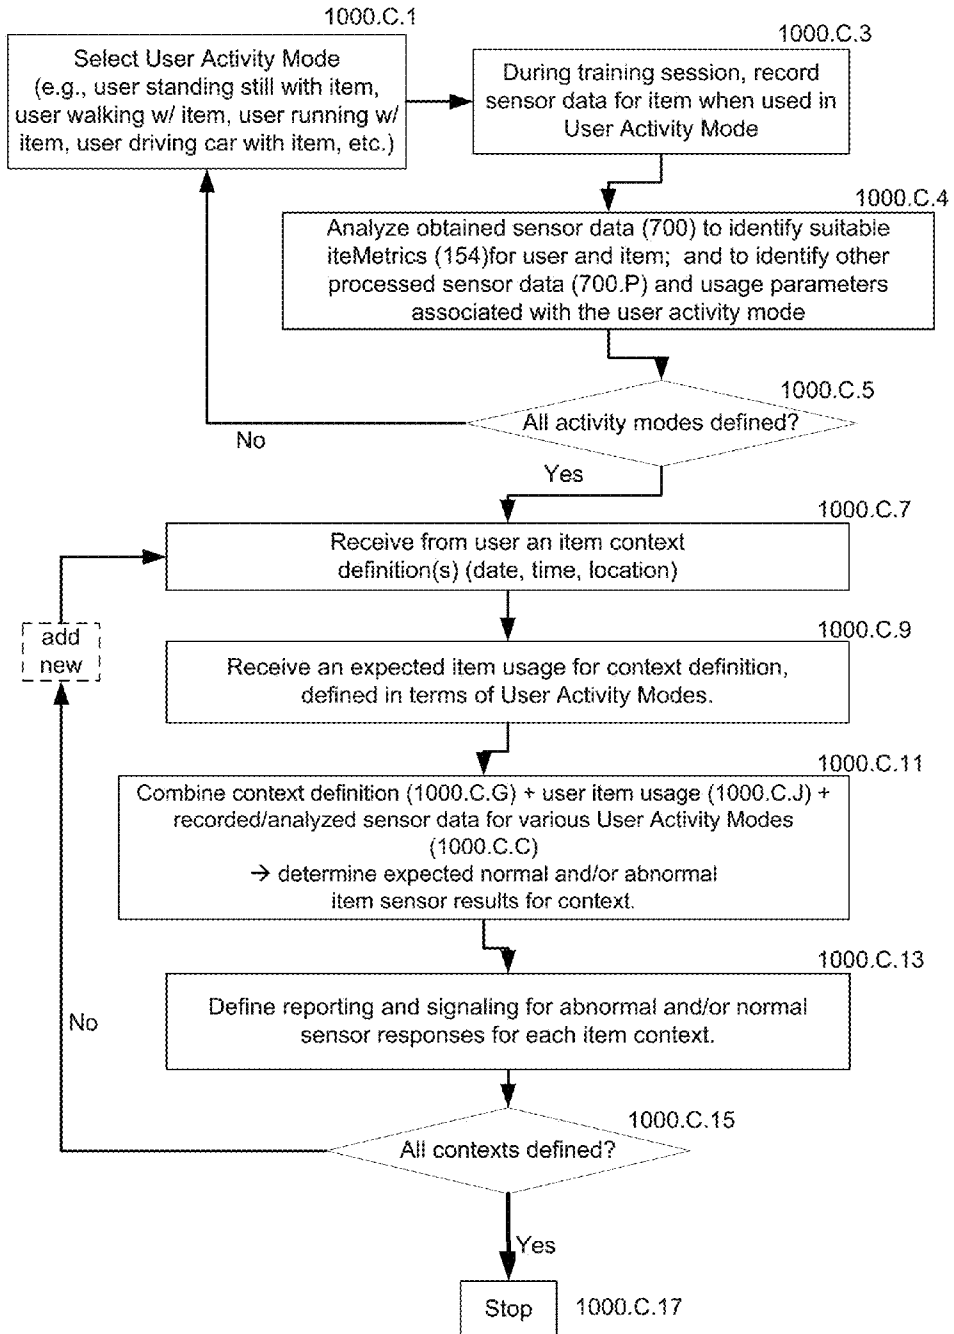 1000.C.1
Select User Activity Mode
(e.g., user standing still with item,
user walking w/ item, user running w/
item, user driving car with item, etc.)
1000.C.3
During training session, record
sensor data for item when used in
User Activity Mode
1000.C.4
Analyze obtained sensor data (700) to identify suitable
iteMetrics (154)for user and item;  and to identify other
processed sensor data (700.P) and usage parameters
associated with the user activity mode
1000.C.5
All activity modes defined?
No
Yes
1000.C.7
Receive from user an item context
definition(s) (date, time, location)
add
new
1000.C.9
Receive an expected item usage for context definition,
defined in terms of User Activity Modes.
1000.C.11
Combine context definition (1000.C.G) + user item usage (1000.C.J) +
recorded/analyzed sensor data for various User Activity Modes
(1000.C.C)
→ determine expected normal and/or abnormal
item sensor results for context.
1000.C.13
Define reporting and signaling for abnormal and/or normal
sensor responses for each item context.
No
1000.C.15
All contexts defined?
Yes
Stop
1000.C.17